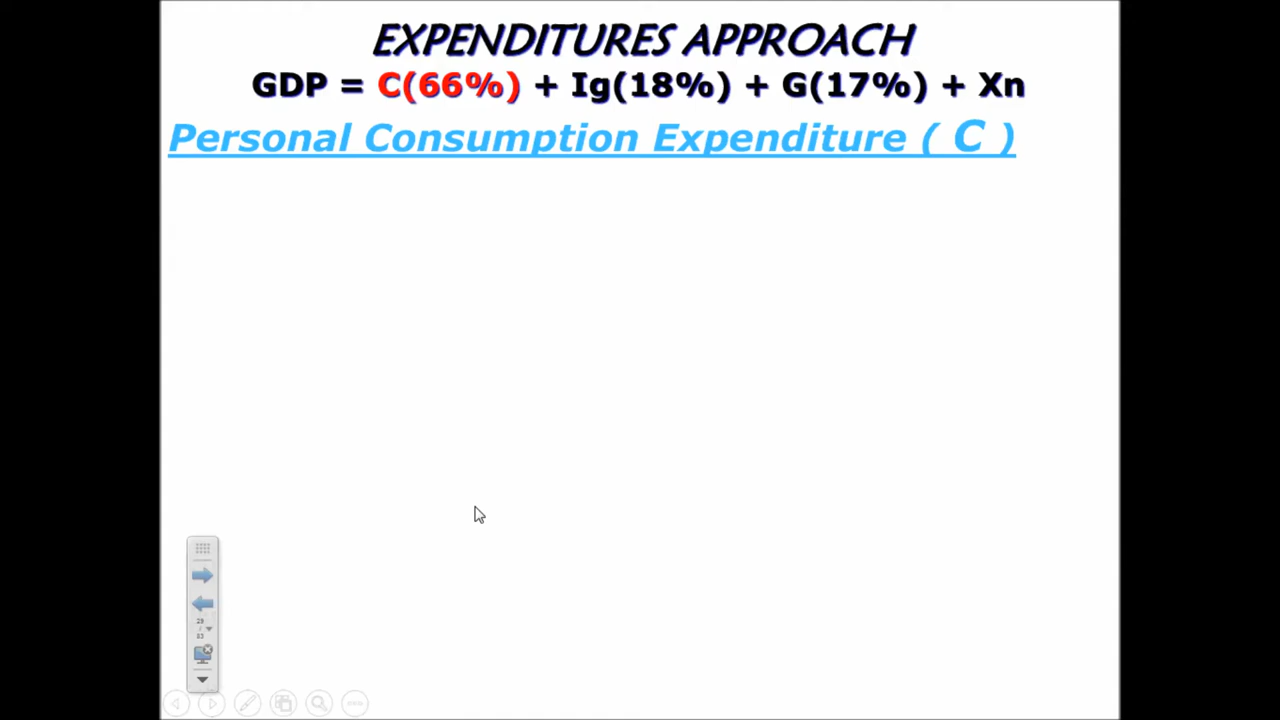 EXPENDITURES APPROACH
GDP = C(66%) + Ig(18%) + G(17%) + Xn
Personal Consumption Expenditure ( C )